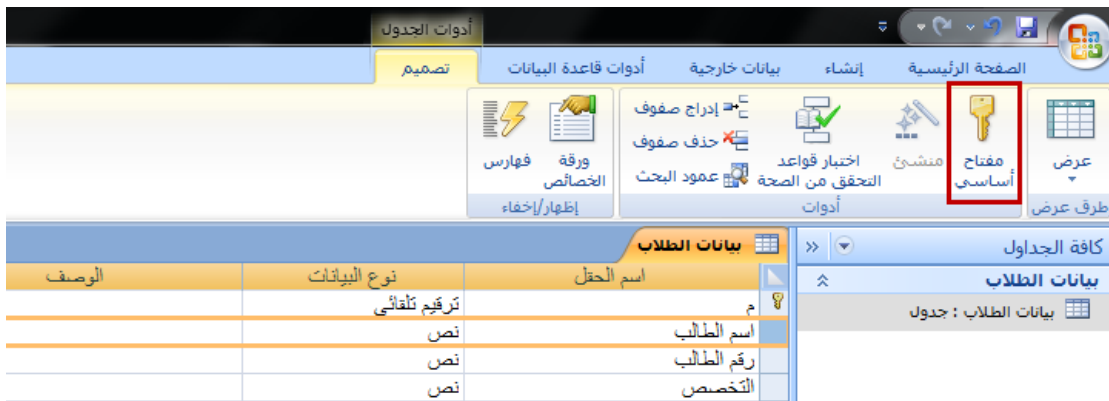 أدوات الجدول
الصفحة الرئيسية إنشاء بيانات خارجية أدوات قاعدة البيانات تصميم
عرض
طرق عرض
مفتاح أساسي
منشئ
اختبار قواعد التحقق من الصحة
إدراج صفوف
حذف صفوف
عمود البحث
أدوات
ورقة الخصائص
فهارس
إظهار/إخفاء
كافة الجداول
بيانات الطلاب
بيانات الطلاب : جدول
بيانات الطلاب
اسم الحقل نوع البيانات الوصف
م ترقيم تلقائي
اسم الطالب نص
رقم الطالب نص
التخصص نص